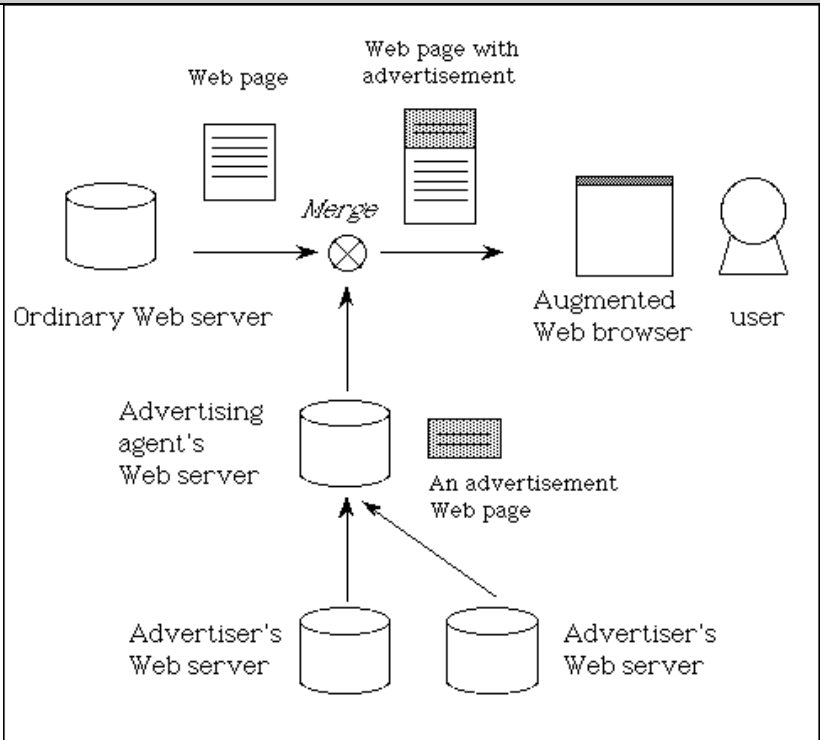 Web page
Web page with
advertisement
Merge
Ordinary Web server
Augmented
Web browser
user
Advertising
agent's
Web server
An advertisement
Web page
Advertiser's
Web server
Advertiser's
Web server